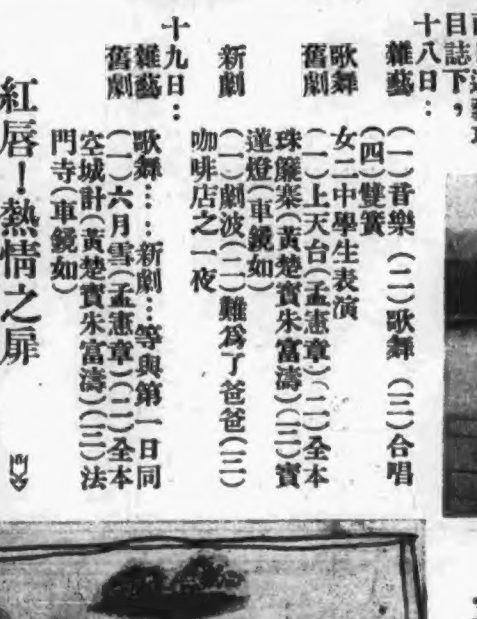 目誌下，
十八日：
雜藝　(一)音樂　(二)歌舞　(三)合唱
(四)雙簧
歌舞　女二中學生表演
舊劇　(一)上天台(孟憲章)(二)全本
珠簾寨(黃楚寶朱富濤)(三)寶
蓮燈(車鏡如)
新劇　(一)劇波(二)難爲了爸爸(三)
咖啡店之一夜
十九日：
雜藝　歌舞……新劇…等與第一日同
舊劇　(一)六月雪(孟憲章)(二)全本
空城計(黃楚寶朱富濤)(三)法
門寺(車鏡如)
紅唇！熱情之扉